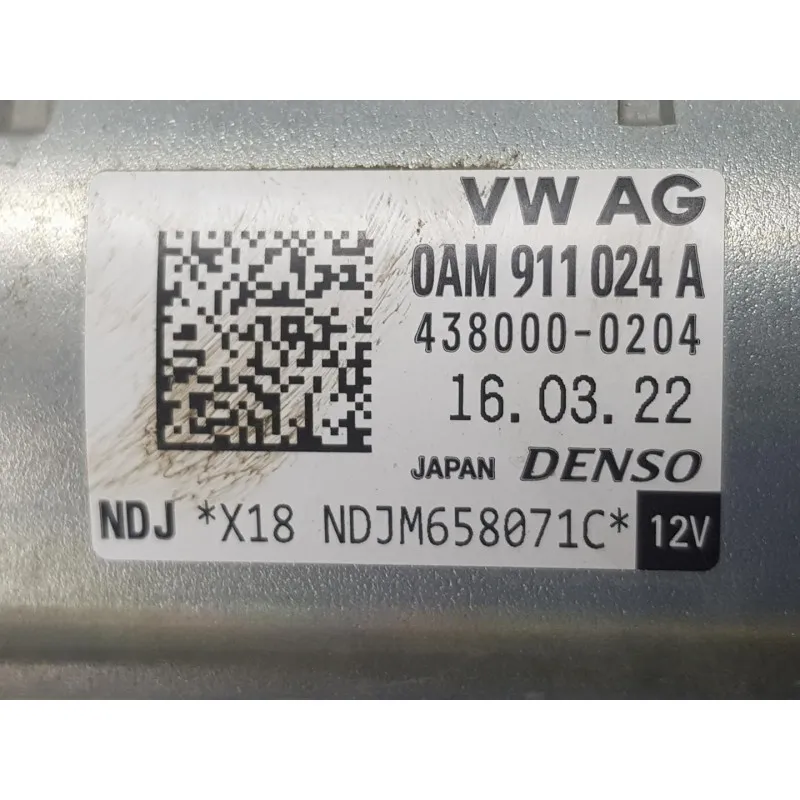 VW AG
0AM 911 024 A
438000-0204
16. 03. 22
JAPAN DENSO
NDJ *X18 NDJM658071C* 12V